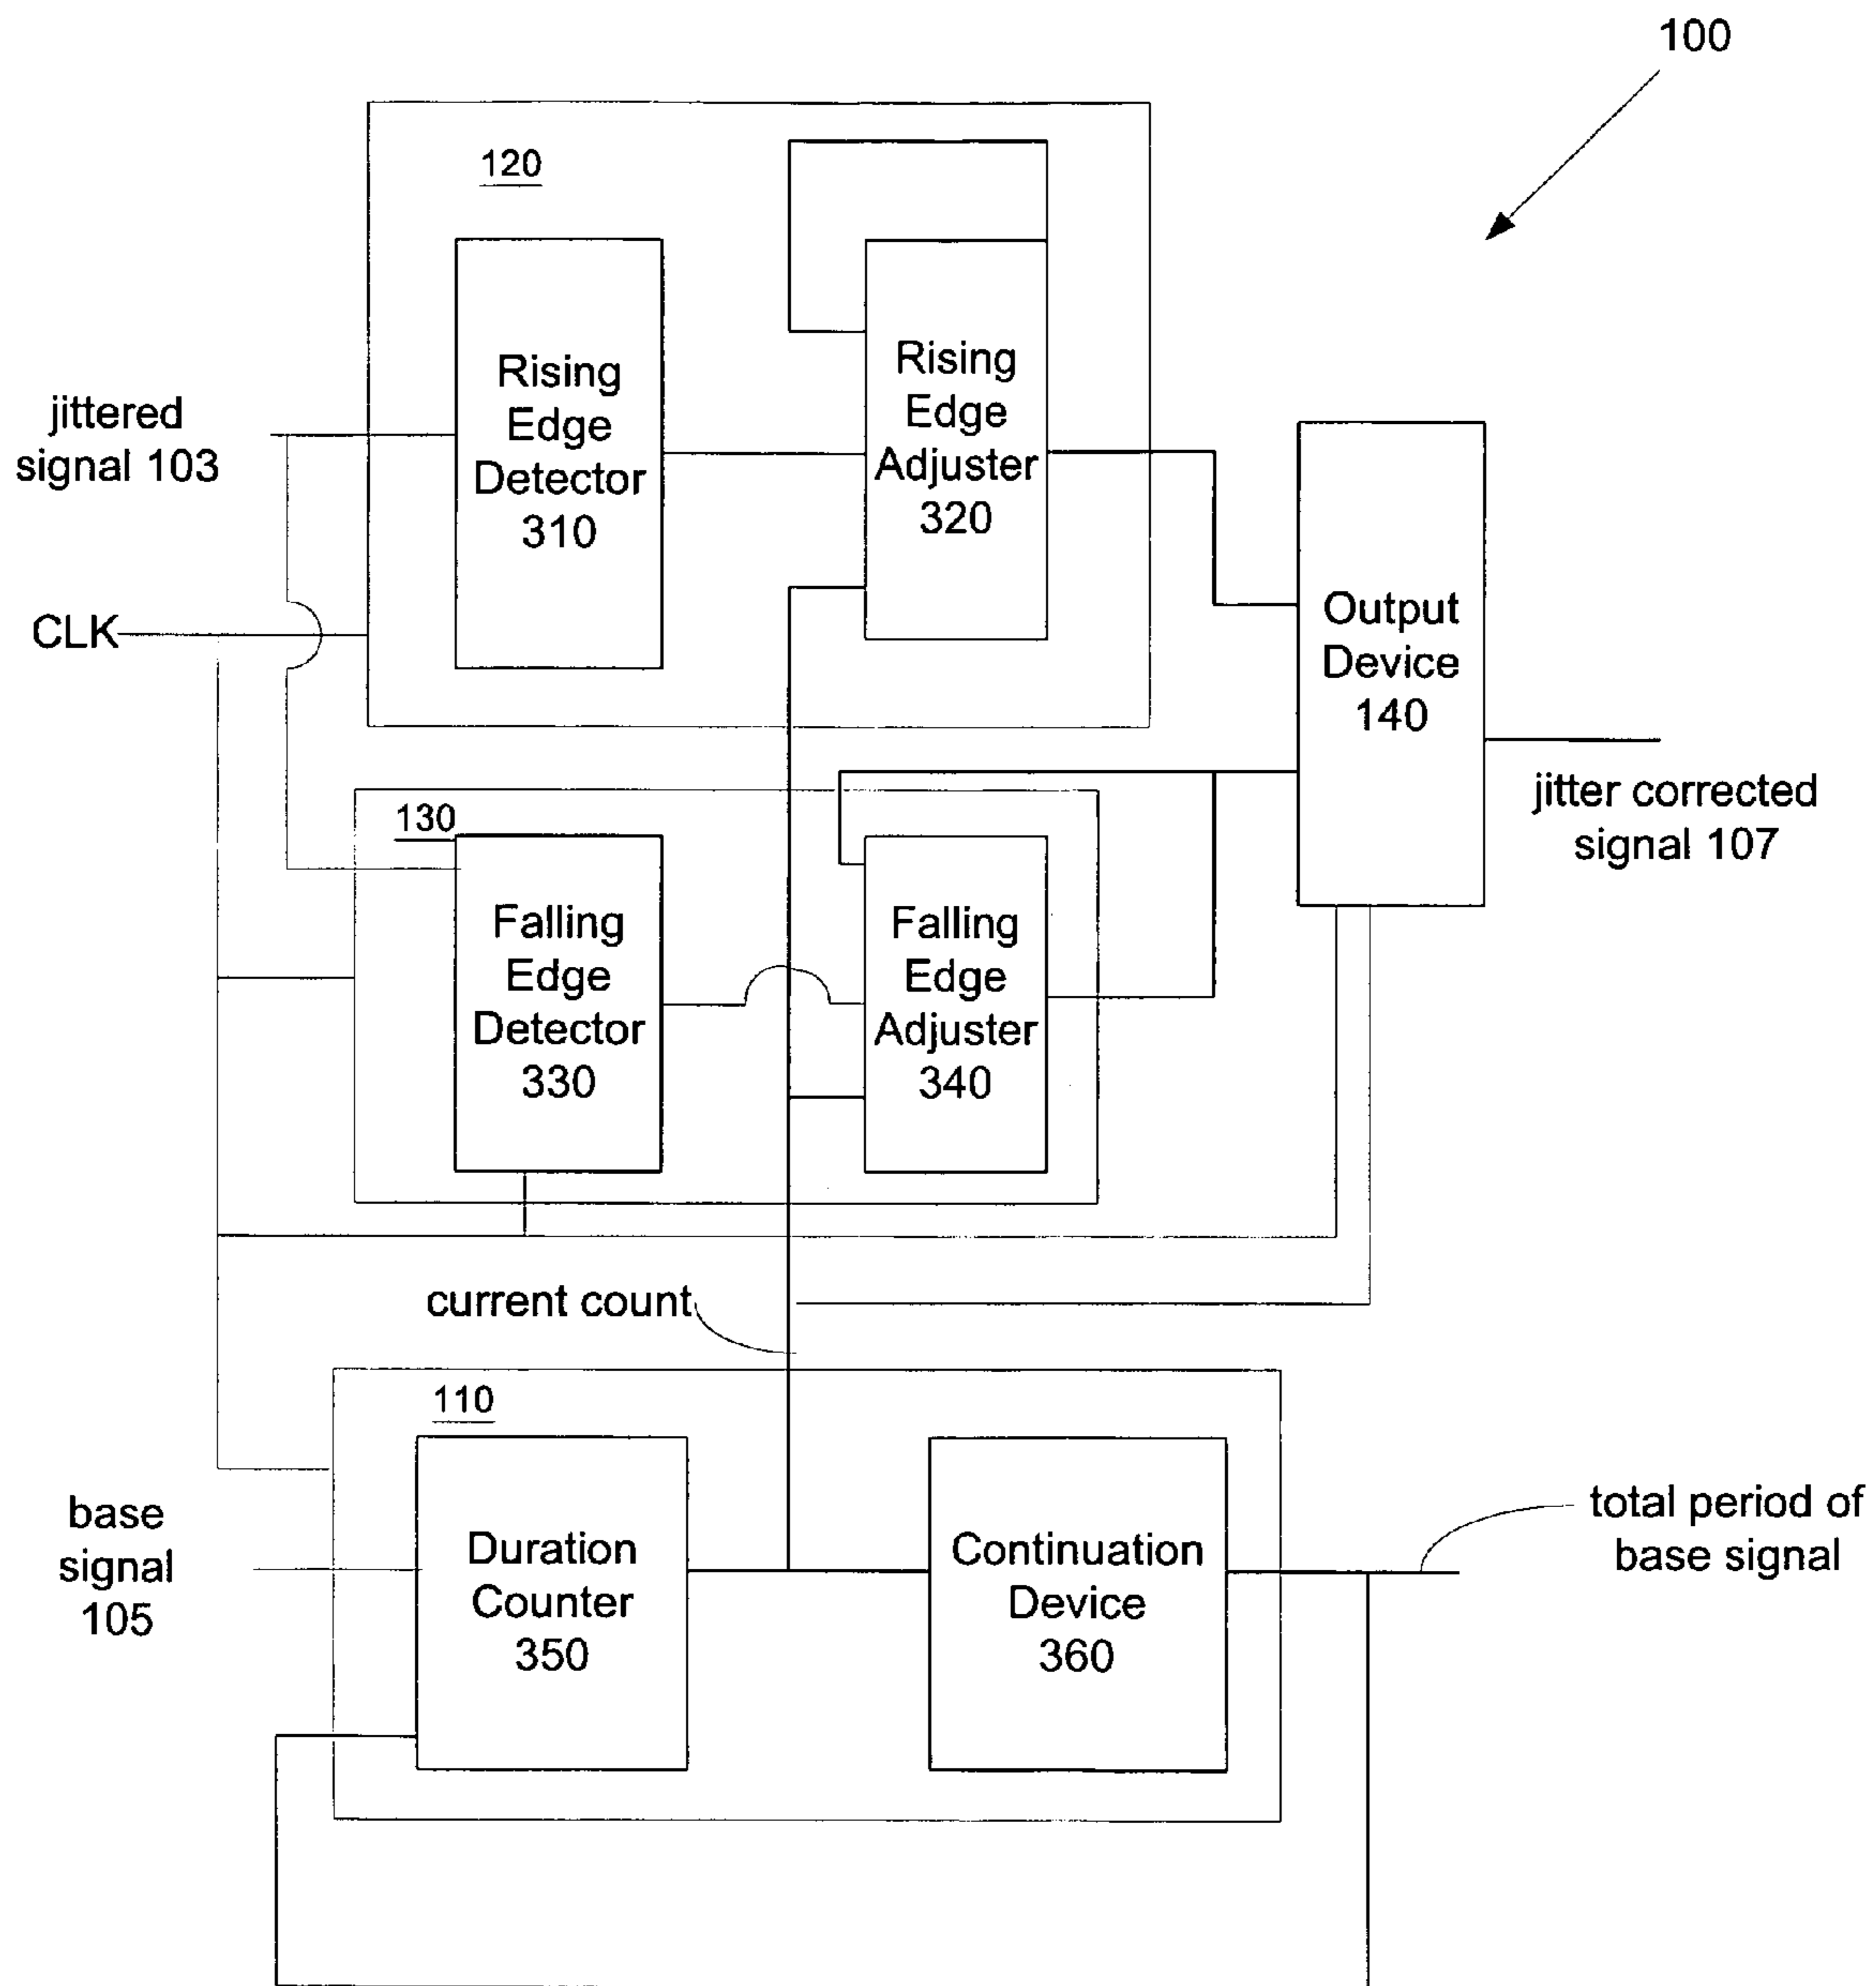 100
120
Rising
Edge
Detector
310
Rising
Edge
Adjuster
320
jittered
signal 103
CLK
Output
Device
140
jitter corrected
signal 107
130
Falling
Edge
Detector
330
Falling
Edge
Adjuster
340
current count
110
base
signal
105
Duration
Counter
350
Continuation
Device
360
total period of
base signal